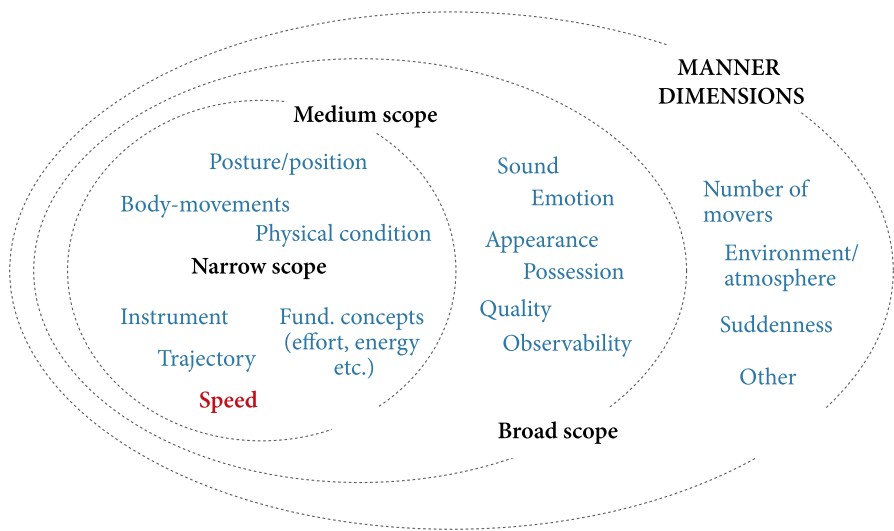 MANNER
DIMENSIONS
Medium scope
Posture/position
Body-movements
Physical condition
Narrow scope
Instrument
Fund. concepts
(effort, energy
etc.)
Trajectory
Speed
Sound
Emotion
Appearance
Possession
Quality
Observability
Broad scope
Number of
movers
Environment/
atmosphere
Suddenness
Other